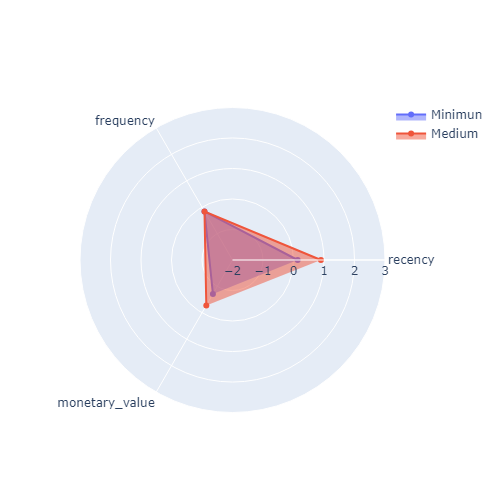 Minimun
Medium
frequency
recency
−2 −1 0 1 2 3
monetary_value